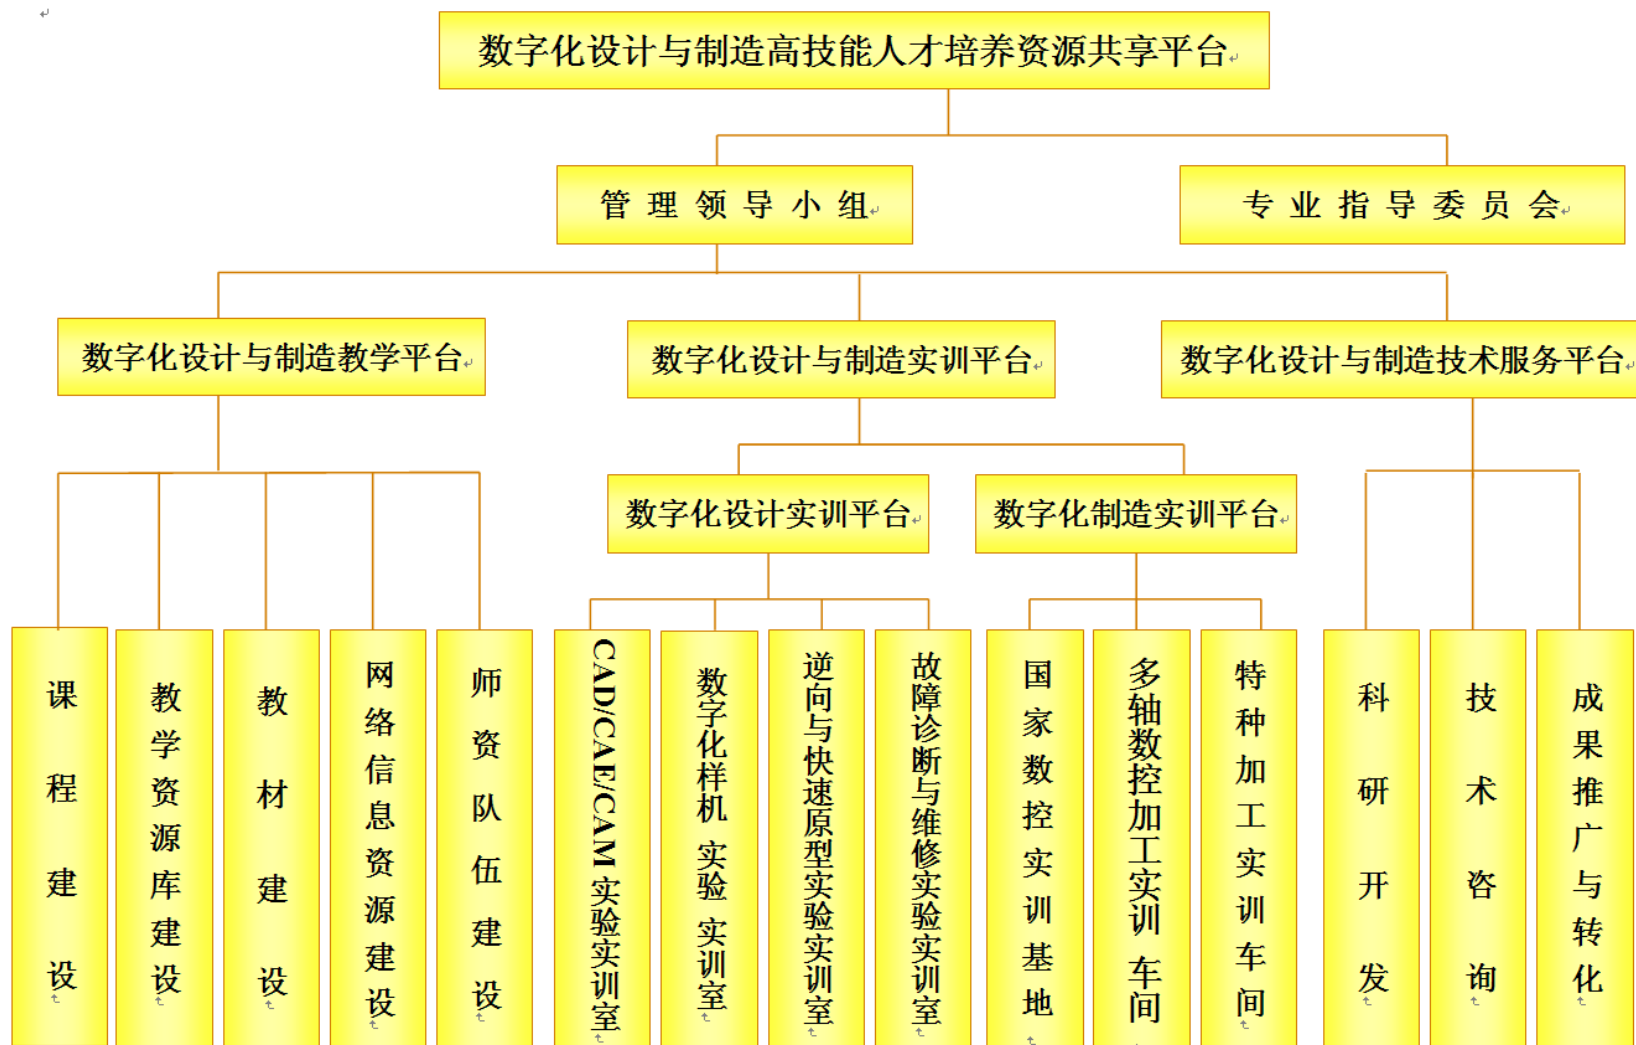 数字化设计与制造高技能人才培养资源共享平台
管理领导小组
专业指导委员会
数字化设计与制造教学平台
数字化设计与制造实训平台
数字化设计与制造技术服务平台
数字化设计实训平台
数字化制造实训平台
课程建设
教学资源库建设
教材建设
网络信息资源建设
师资队伍建设
CAD/CAE/CAM 实验实训室
数字化样机 实验 实训室
逆向与快速原型实验实训室
故障诊断与维修实验实训室
国家数控实训基地
多轴数控加工实训 车间
特种加工实训车间
科研开发
技术咨询
成果推广与转化